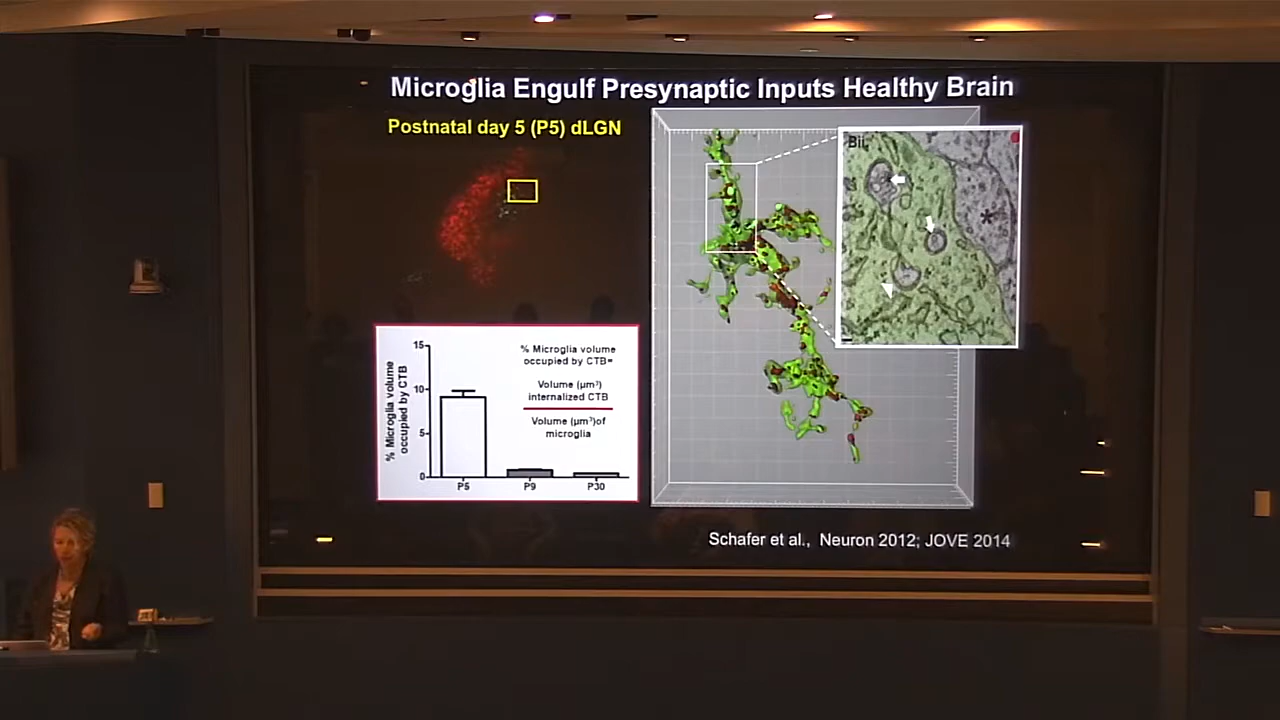 Microglia Engulf Presynaptic Inputs Healthy Brain
Postnatal day 5 (P5) dLGN
Bii
*
% Microglia volume
occupied by CTB
15
10
5
0
P5
P9
P30
% Microglia volume
occupied by CTB=
Volume (µm³)
internalized CTB
Volume (µm³)of
microglia
Schafer et al., Neuron 2012; JOVE 2014